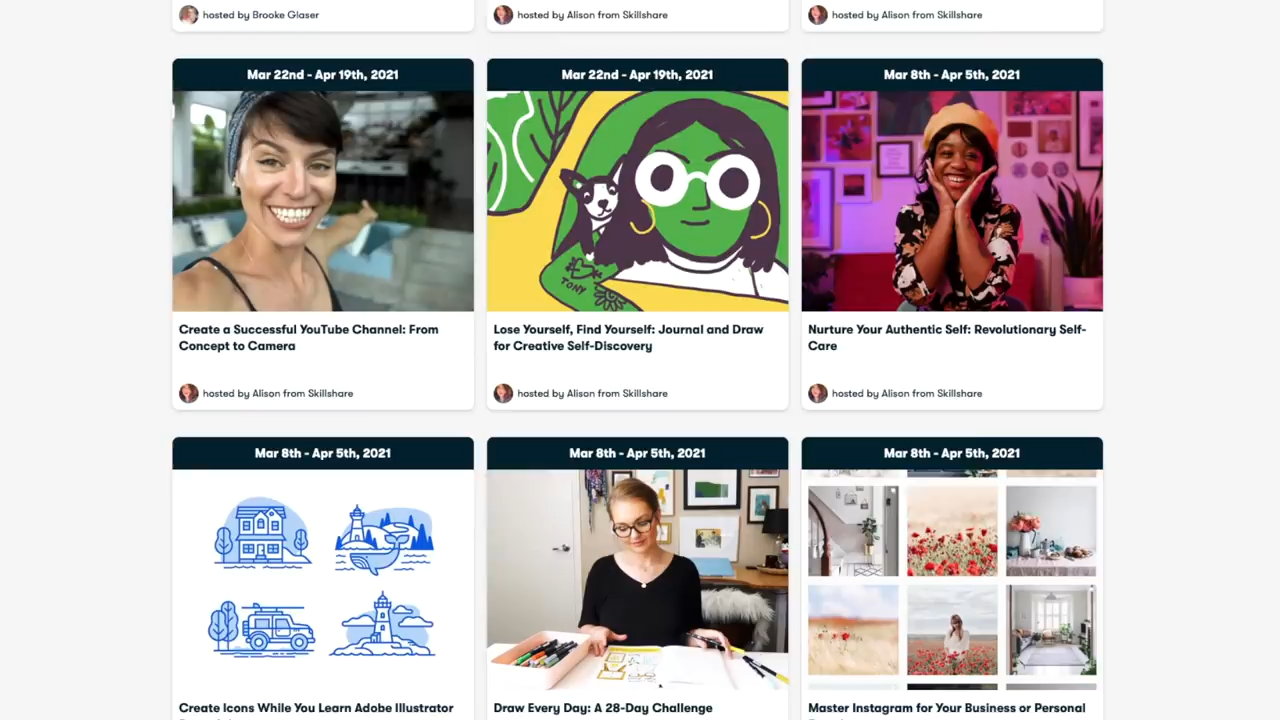 hosted by Brooke Glaser
hosted by Alison from Skillshare
hosted by Alison from Skillshare
Mar 22nd - Apr 19th, 2021
Mar 22nd - Apr 19th, 2021
Mar 8th - Apr 5th, 2021
TONY
Create a Successful YouTube Channel: From
Concept to Camera
Lose Yourself, Find Yourself: Journal and Draw
for Creative Self-Discovery
Nurture Your Authentic Self: Revolutionary Self-
Care
hosted by Alison from Skillshare
hosted by Alison from Skillshare
hosted by Alison from Skillshare
Mar 8th - Apr 5th, 2021
Mar 8th - Apr 5th, 2021
Mar 8th - Apr 5th, 2021
Create Icons While You Learn Adobe Illustrator
Draw Every Day: A 28-Day Challenge
Master Instagram for Your Business or Personal